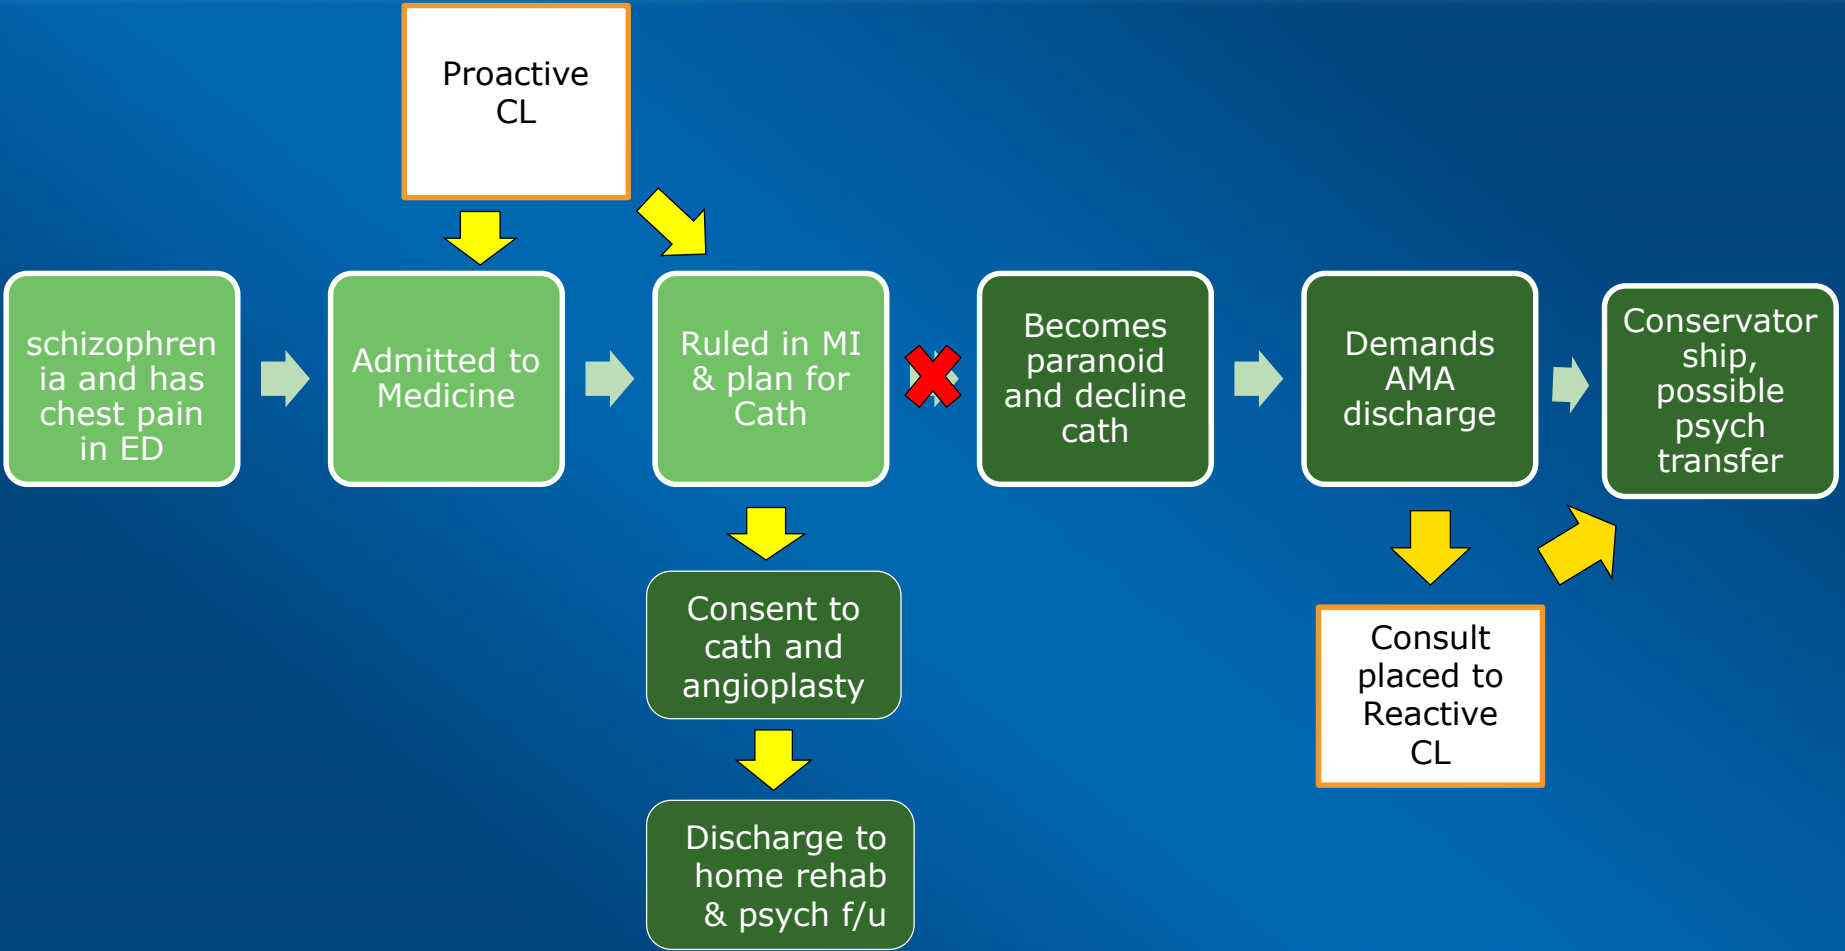 Proactive
CL
schizophren
ia and has
chest pain
in ED
Admitted to
Medicine
Ruled in MI
& plan for
Cath
Becomes
paranoid
and decline
cath
Demands
AMA
discharge
Conservator
ship,
possible
psych
transfer
Consent to
cath and
angioplasty
Discharge to
home rehab
& psych f/u
Consult
placed to
Reactive
CL